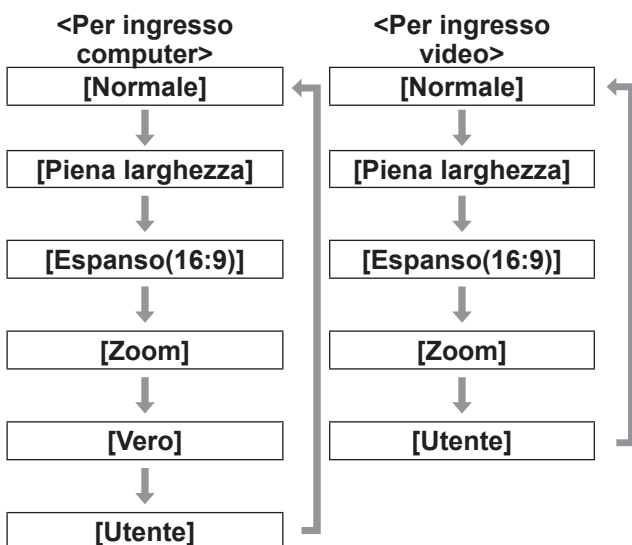 <Per ingresso
computer>
[Normale]
[Piena larghezza]
[Espanso(16:9)]
[Zoom]
[Vero]
[Utente]
<Per ingresso
video>
[Normale]
[Piena larghezza]
[Espanso(16:9)]
[Zoom]
[Utente]